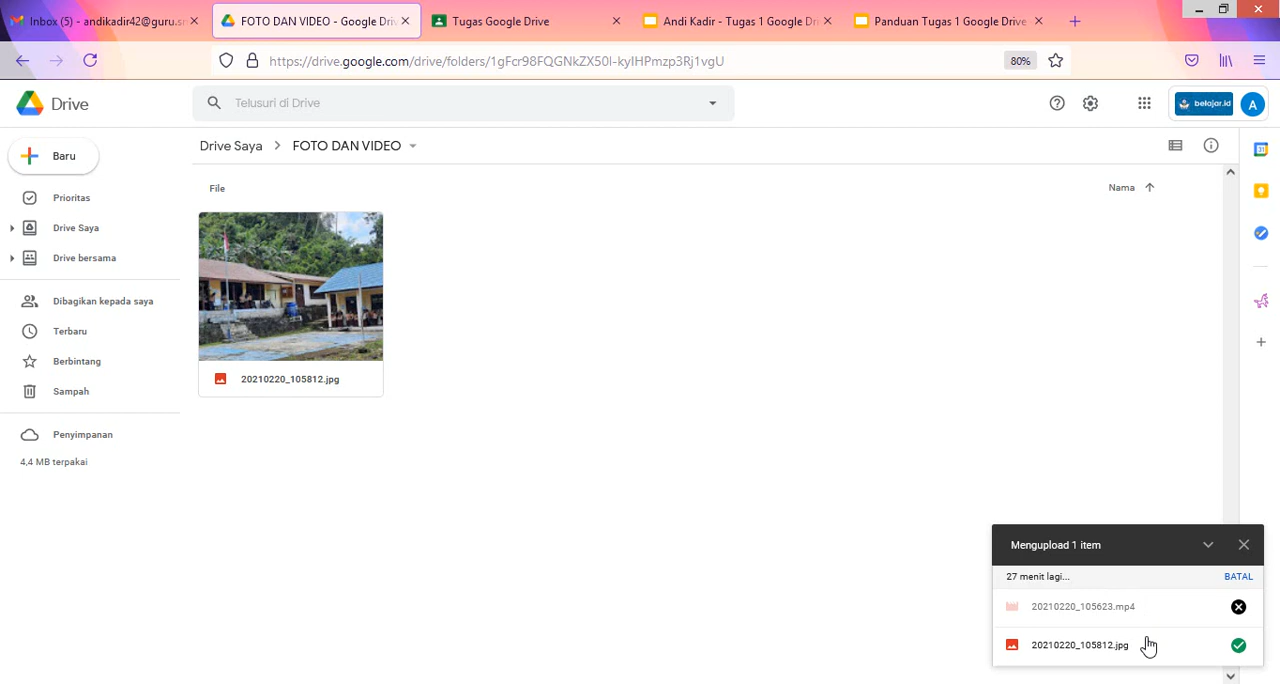 Inbox (5) - andikadir42@guru.sm
FOTO DAN VIDEO - Google Driv
Tugas Google Drive
Andi Kadir - Tugas 1 Google Dri
Panduan Tugas 1 Google Drive
https://drive.google.com/drive/folders/1gFcr98FQGNkZX50l-kyIHPmzp3Rj1vgU
80%
Drive
Telusuri di Drive
belajar.id
A
Baru
Drive Saya
FOTO DAN VIDEO
File
Nama
Prioritas
Drive Saya
Drive bersama
Dibagikan kepada saya
Terbaru
Berbintang
Sampah
Penyimpanan
4,4 MB terpakai
20210220_105812.jpg
31
Mengupload 1 item
27 menit lagi...
BATAL
20210220_105623.mp4
20210220_105812.jpg